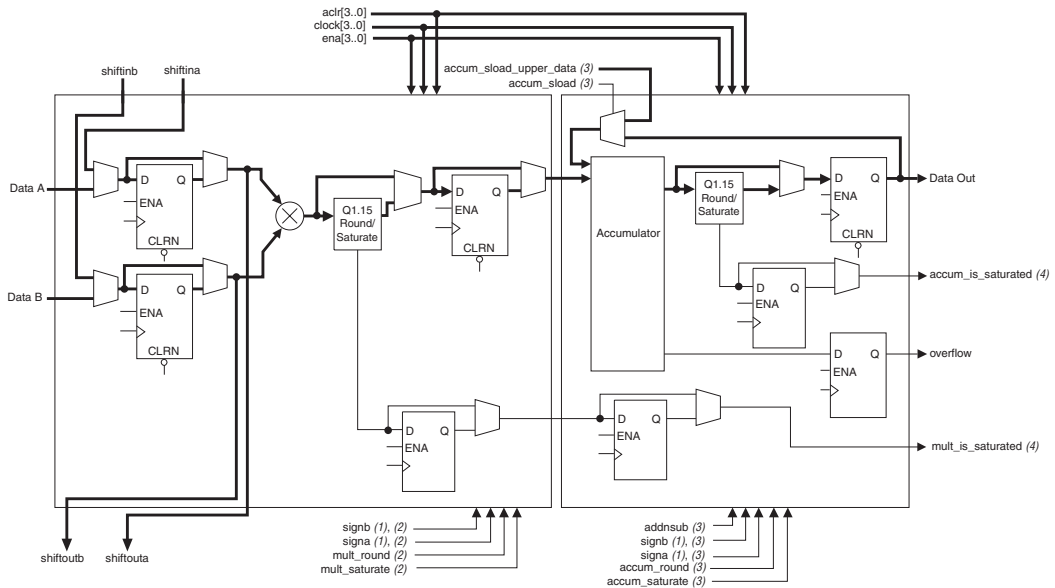 aclr[3..0]
clock[3..0]
ena[3..0]
shiftinb
shiftina
accum_sload_upper_data (3)
accum_sload (3)
Data A
D Q
ENA
CLRN
Data B
D Q
ENA
CLRN
Q1.15
Round/
Saturate
D Q
ENA
CLRN
Accumulator
Q1.15
Round/
Saturate
D Q
ENA
CLRN
Data Out
D Q
ENA
accum_is_saturated (4)
D Q
ENA
overflow
D Q
ENA
D Q
ENA
mult_is_saturated (4)
shiftoutb
shiftouta
signb (1), (2)
signa (1), (2)
mult_round (2)
mult_saturate (2)
addnsub (3)
signb (1), (3)
signa (1), (3)
accum_round (3)
accum_saturate (3)